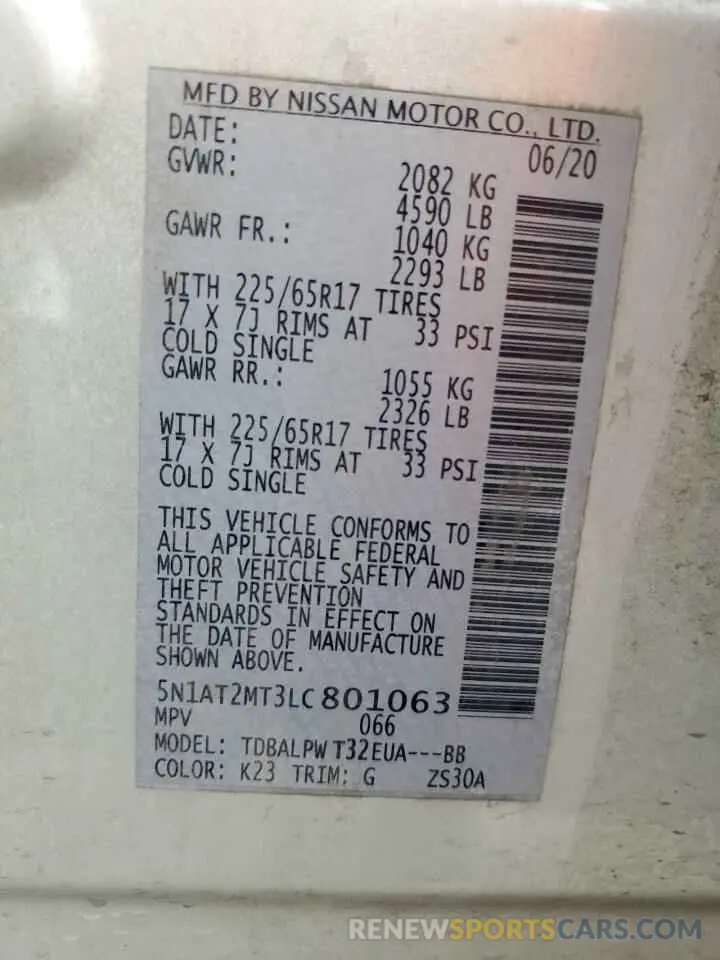 MFD BY NISSAN MOTOR CO., LTD.
DATE: 06/20
GVWR: 2082 KG
4590 LB
GAWR FR.: 1040 KG
2293 LB
WITH 225/65R17 TIRES
17 X 7J RIMS AT 33 PSI
COLD SINGLE
GAWR RR.: 1055 KG
2326 LB
WITH 225/65R17 TIRES
17 X 7J RIMS AT 33 PSI
COLD SINGLE
THIS VEHICLE CONFORMS TO
ALL APPLICABLE FEDERAL
MOTOR VEHICLE SAFETY AND
THEFT PREVENTION
STANDARDS IN EFFECT ON
THE DATE OF MANUFACTURE
SHOWN ABOVE.
5N1AT2MT3LC801063
MPV 066
MODEL: TDBALPW T32EUA---BB
COLOR: K23 TRIM: G ZS30A
RENEWSPORTSCARS.COM